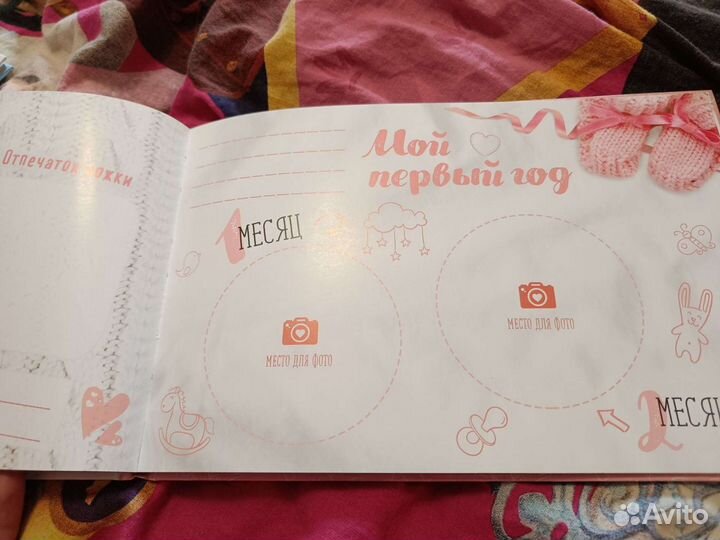 Отпечаток ножки
Мой
первый год
1 МЕСЯЦ
МЕСТО ДЛЯ ФОТО
МЕСТО ДЛЯ ФОТО
2 МЕСЯЦ
Avito